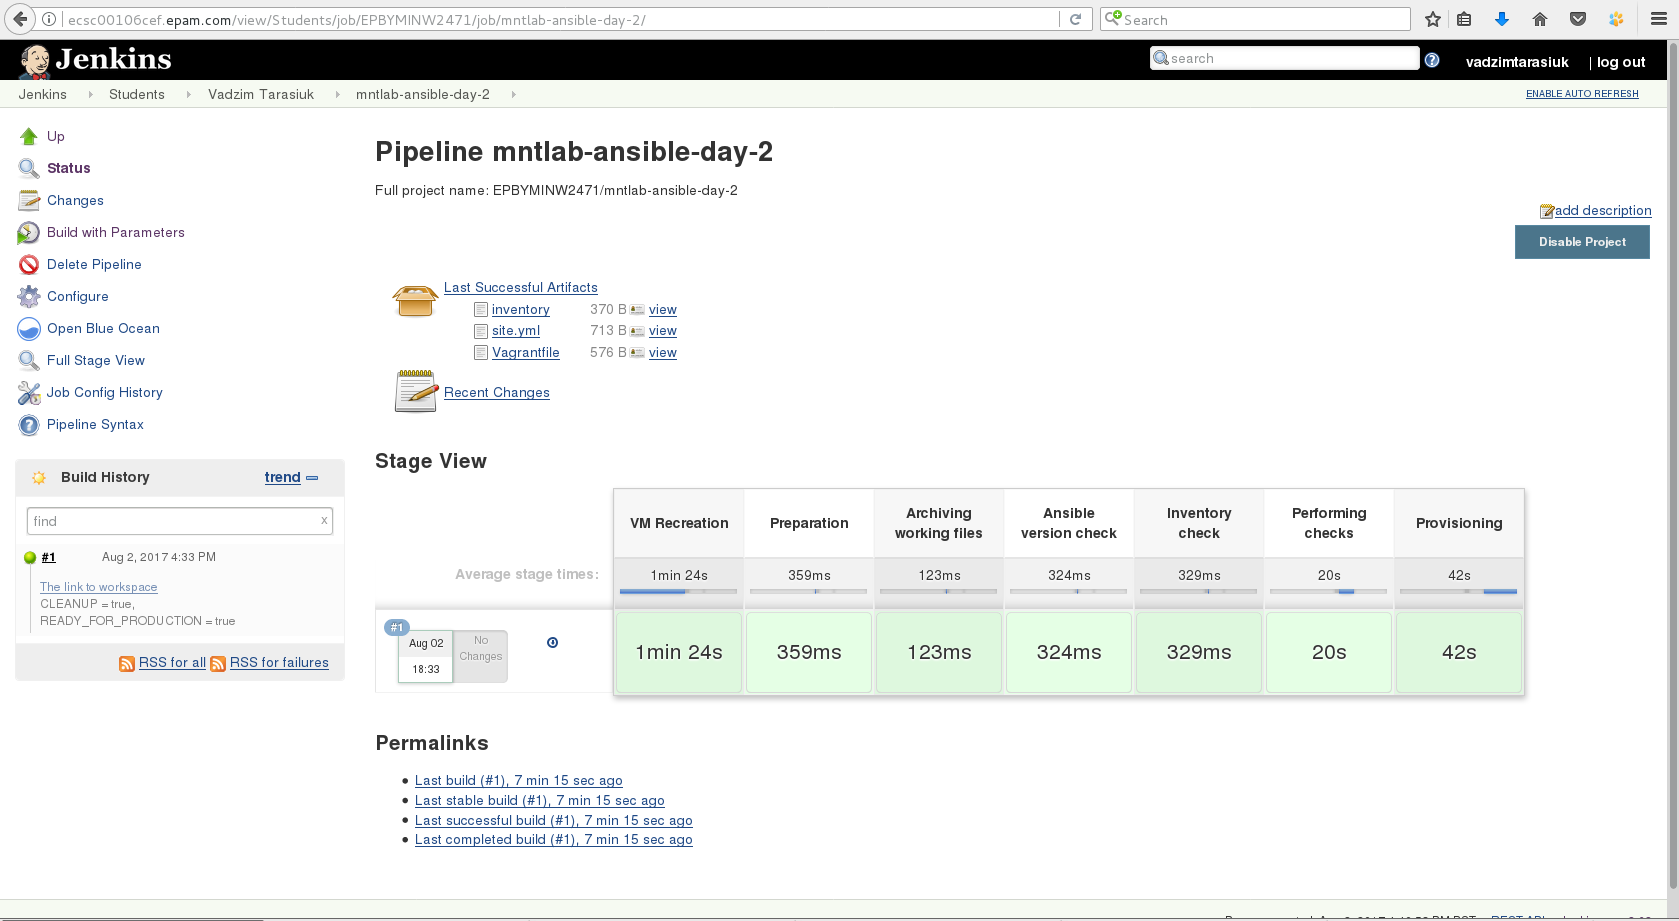 ecsc00106cef.epam.com/view/Students/job/EPBYMINW2471/job/mntlab-ansible-day-2/
Search
Jenkins
search
vadzimtarasiuk
| log out
Jenkins
Students
Vadzim Tarasiuk
mntlab-ansible-day-2
ENABLE AUTO REFRESH
Up
Status
Changes
Build with Parameters
Delete Pipeline
Configure
Open Blue Ocean
Full Stage View
Job Config History
Pipeline Syntax
Build History
trend
find
x
#1
Aug 2, 2017 4:33 PM
The link to workspace
CLEANUP = true,
READY_FOR_PRODUCTION = true
RSS for all
RSS for failures
Pipeline mntlab-ansible-day-2
Full project name: EPBYMINW2471/mntlab-ansible-day-2
add description
Disable Project
Last Successful Artifacts
inventory 370 B view
site.yml 713 B view
Vagrantfile 576 B view
Recent Changes
Stage View
VM Recreation
Preparation
Archiving
working files
Ansible
version check
Inventory
check
Performing
checks
Provisioning
Average stage times:
1min 24s
359ms
123ms
324ms
329ms
20s
42s
#1
Aug 02
18:33
No
Changes
1min 24s
359ms
123ms
324ms
329ms
20s
42s
Permalinks
Last build (#1), 7 min 15 sec ago
Last stable build (#1), 7 min 15 sec ago
Last successful build (#1), 7 min 15 sec ago
Last completed build (#1), 7 min 15 sec ago